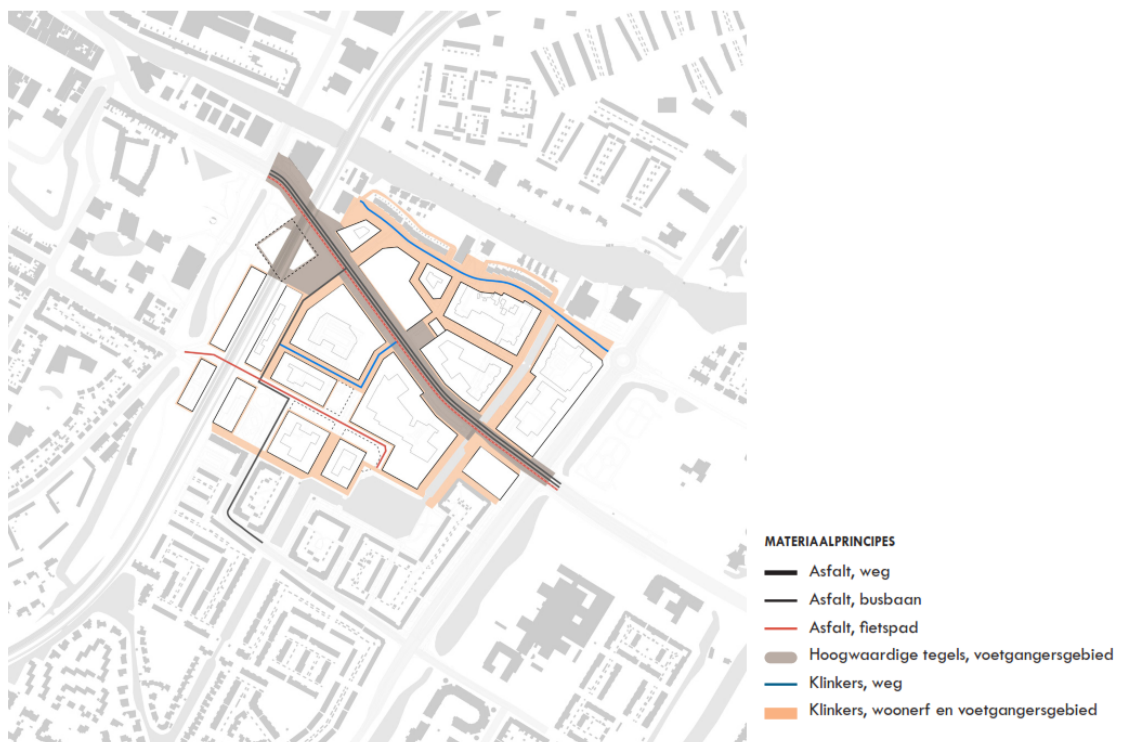 MATERIAALPRINCIPES
Asfalt, weg
Asfalt, busbaan
Asfalt, fietspad
Hoogwaardige tegels, voetgangersgebied
Klinkers, weg
Klinkers, woonerf en voetgangersgebied